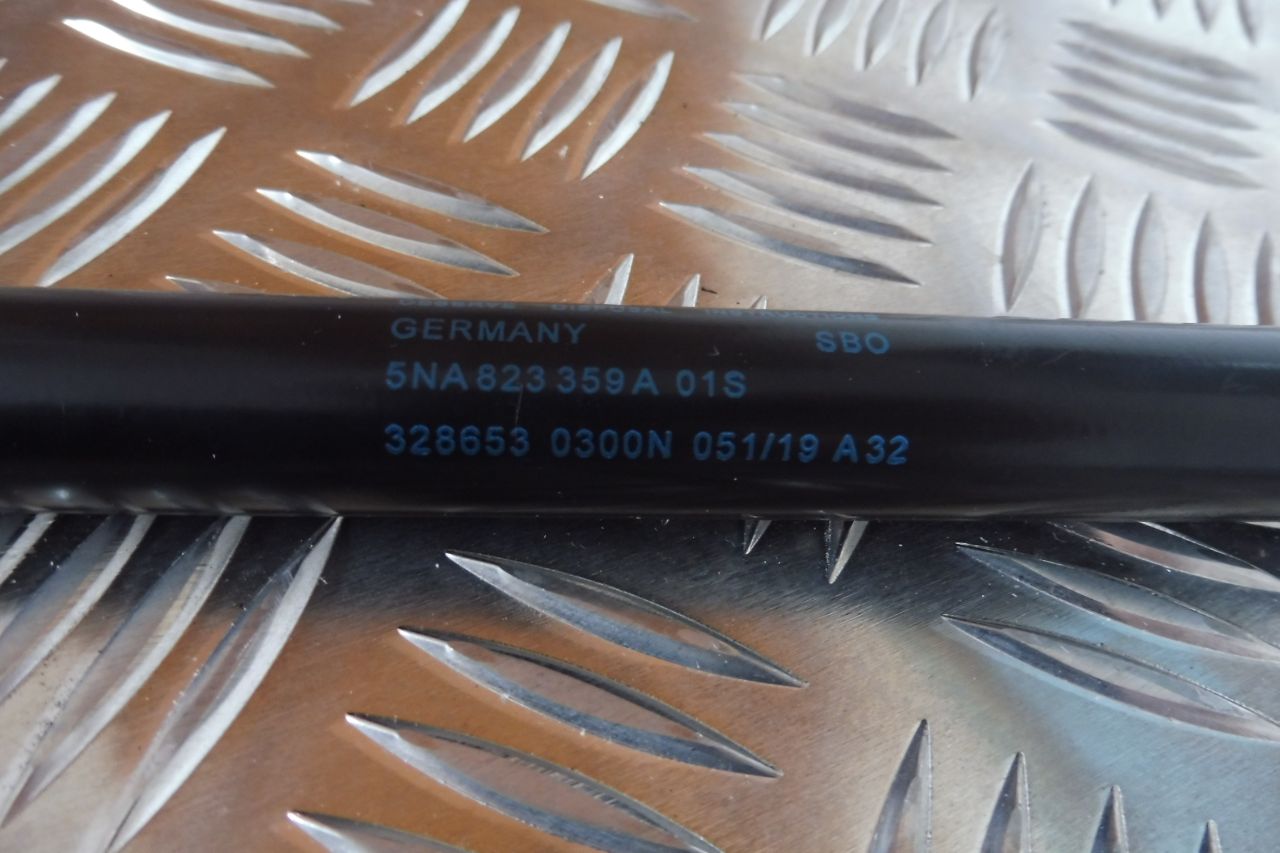 GERMANY SBO
5NA 823 359 A 01S
328653 0300N 051/19 A32